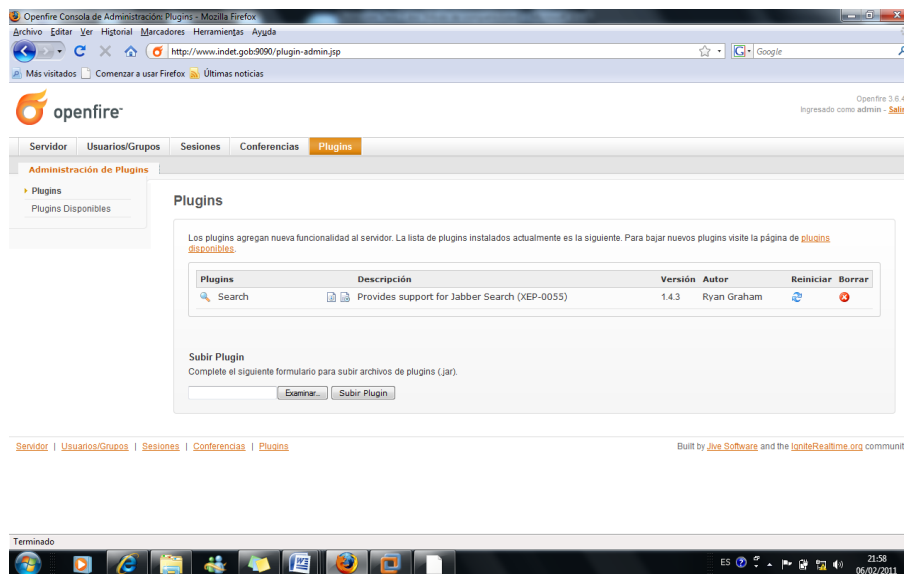 Openfire Consola de Administración: Plugins - Mozilla Firefox
Archivo Editar Ver Historial Marcadores Herramientas Ayuda
http://www.indet.gob:9090/plugin-admin.jsp
G Google
Más visitados Comenzar a usar Firefox Últimas noticias
openfire™
Openfire 3.6.4
Ingresado como admin - Salir
Servidor Usuarios/Grupos Sesiones Conferencias Plugins
Administración de Plugins
Plugins
Plugins Disponibles
Plugins
Los plugins agregan nueva funcionalidad al servidor. La lista de plugins instalados actualmente es la siguiente. Para bajar nuevos plugins visite la página de plugins
disponibles.
Plugins Descripción Versión Autor Reiniciar Borrar
Search Provides support for Jabber Search (XEP-0055) 1.4.3 Ryan Graham
Subir Plugin
Complete el siguiente formulario para subir archivos de plugins (.jar).
Examinar... Subir Plugin
Servidor | Usuarios/Grupos | Sesiones | Conferencias | Plugins
Built by Jive Software and the IgniteRealtime.org communit
Terminado
ES
21:58
06/02/2011